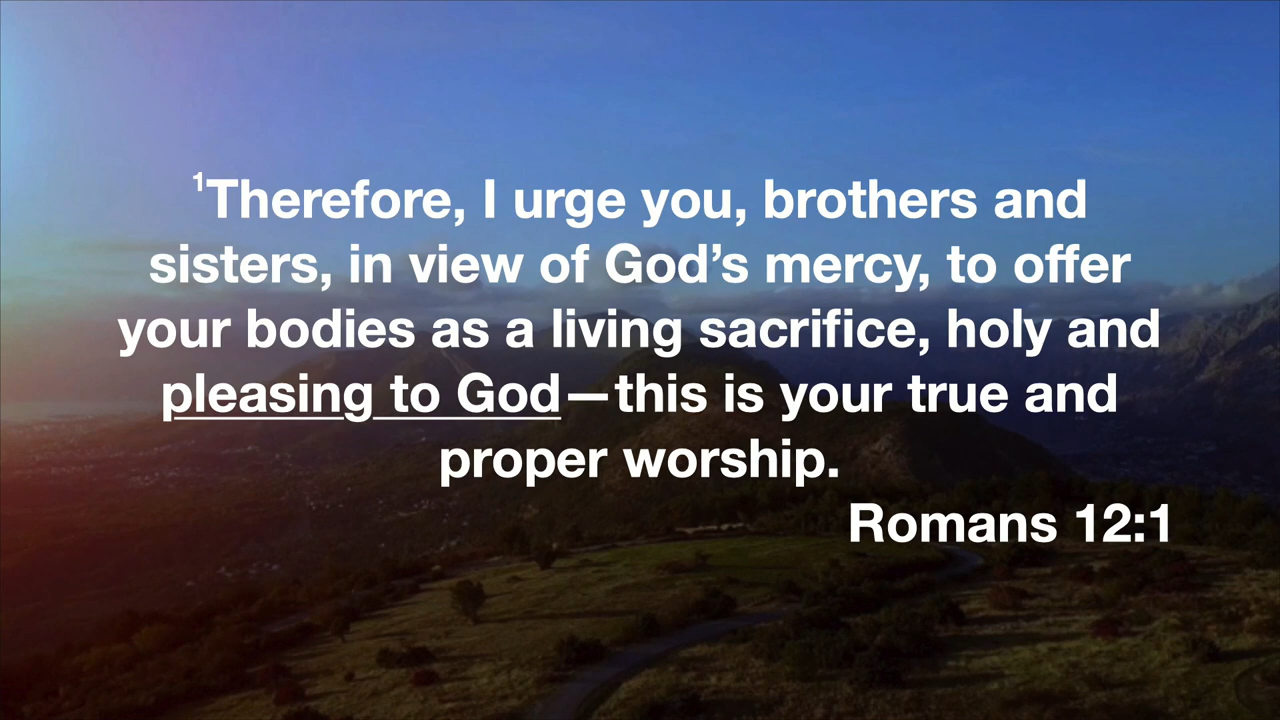 ¹Therefore, I urge you, brothers and
sisters, in view of God’s mercy, to offer
your bodies as a living sacrifice, holy and
pleasing to God—this is your true and
proper worship.
Romans 12:1